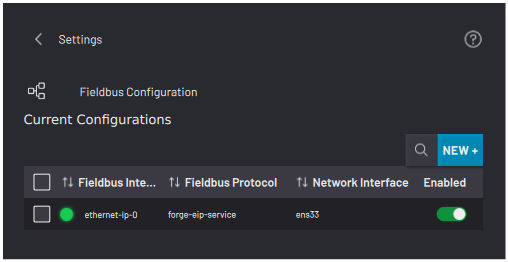 Settings
Fieldbus Configuration
Current Configurations
NEW +
Fieldbus Inte... Fieldbus Protocol Network Interface Enabled
ethernet-ip-0 forge-eip-service ens33